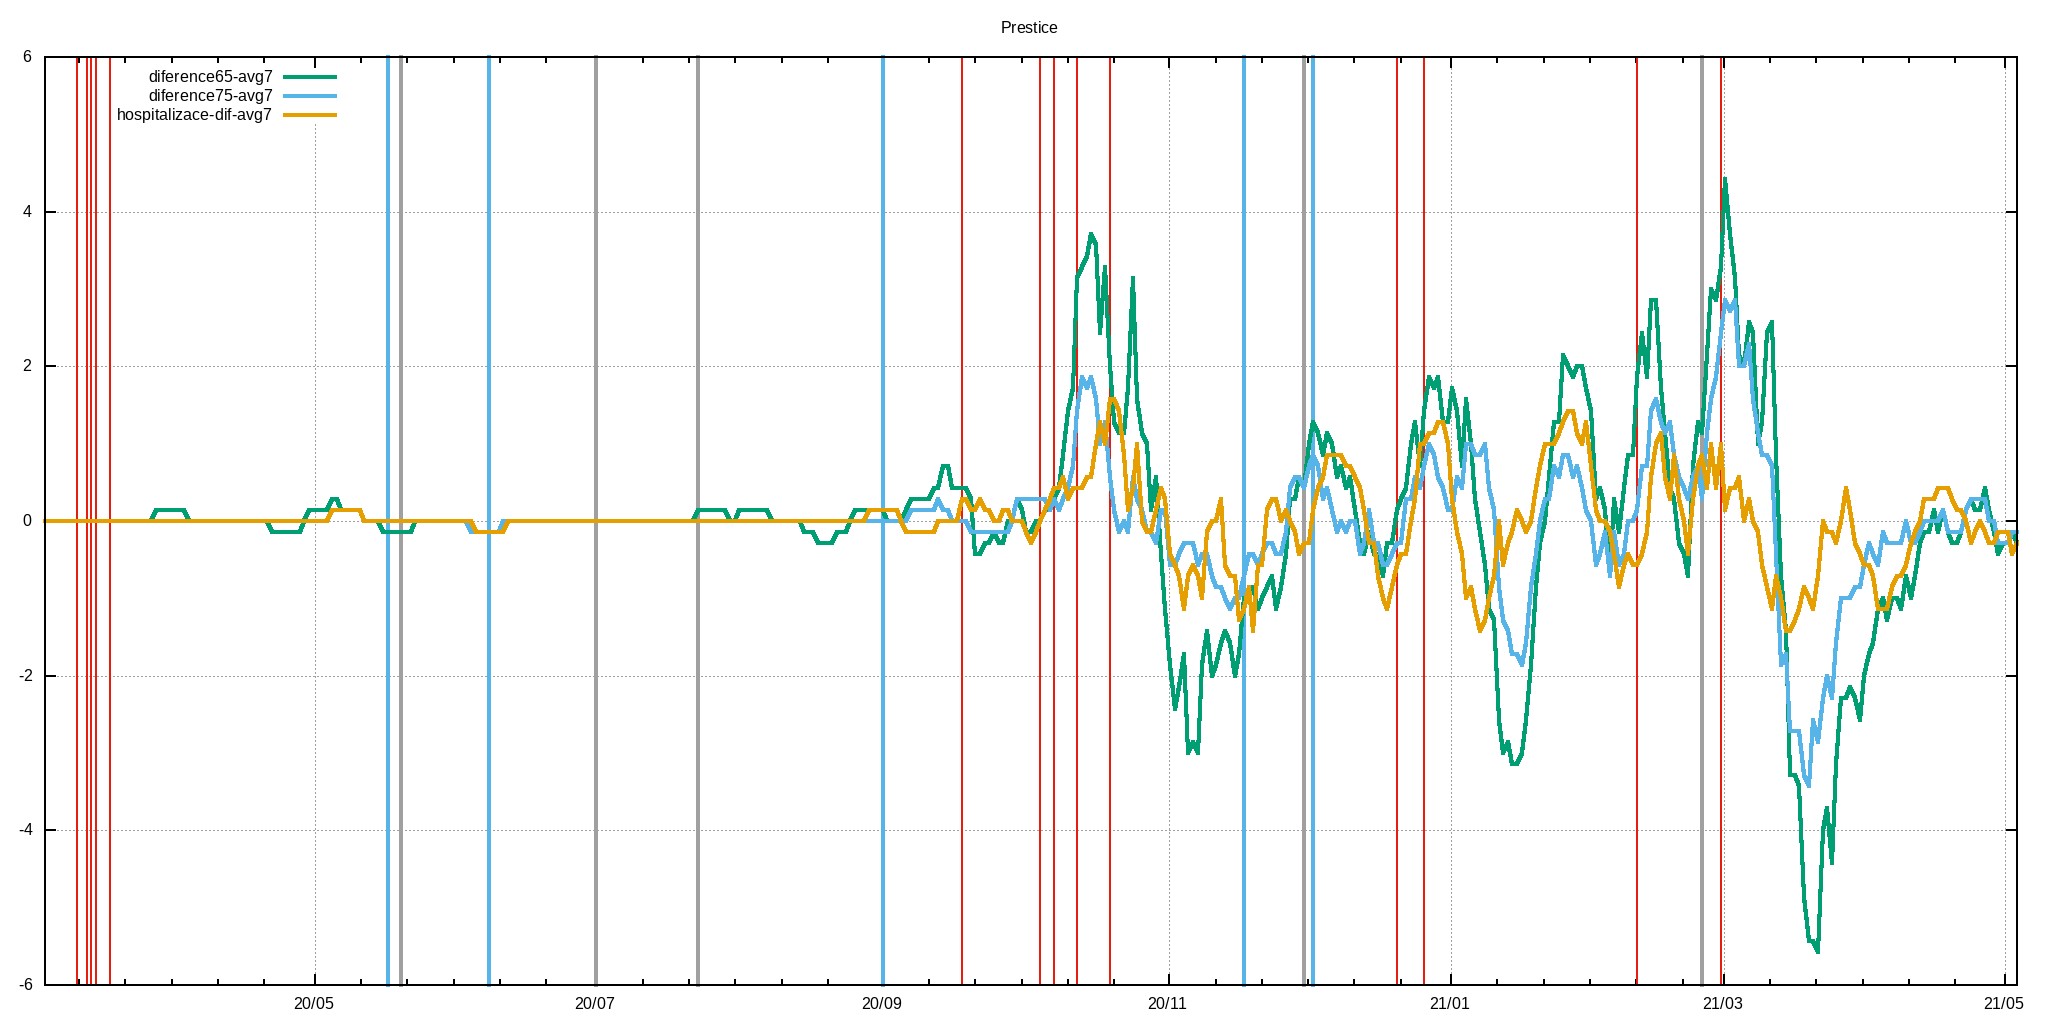 Prestice
diference65-avg7
diference75-avg7
hospitalizace-dif-avg7
6
4
2
0
-2
-4
-6
20/05 20/07 20/09 20/11 21/01 21/03 21/05